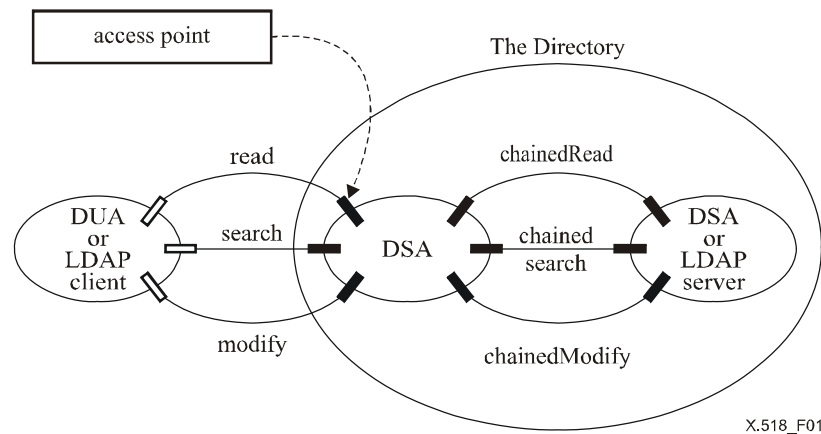 access point
The Directory
read
chainedRead
DUA
or
LDAP
client
search
DSA
chained
search
DSA
or
LDAP
server
modify
chainedModify
X.518_F01